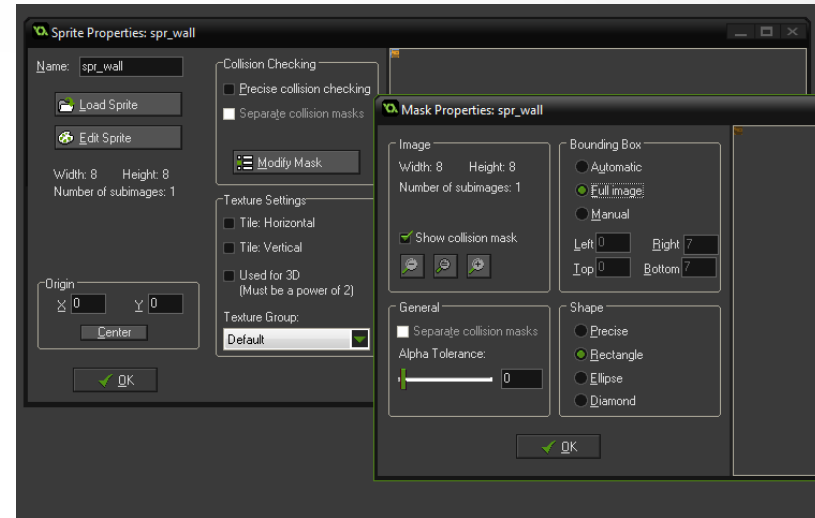 Sprite Properties: spr_wall
Name: spr_wall
Load Sprite
Edit Sprite
Width: 8 Height: 8
Number of subimages: 1
Origin
X 0 Y 0
Center
OK
Collision Checking
Precise collision checking
Separate collision masks
Modify Mask
Texture Settings
Tile: Horizontal
Tile: Vertical
Used for 3D
(Must be a power of 2)
Texture Group:
Default
Mask Properties: spr_wall
Image
Width: 8 Height: 8
Number of subimages: 1
Show collision mask
General
Separate collision masks
Alpha Tolerance:
0
Bounding Box
Automatic
Full image
Manual
Left 0 Right 7
Top 0 Bottom 7
Shape
Precise
Rectangle
Ellipse
Diamond
OK